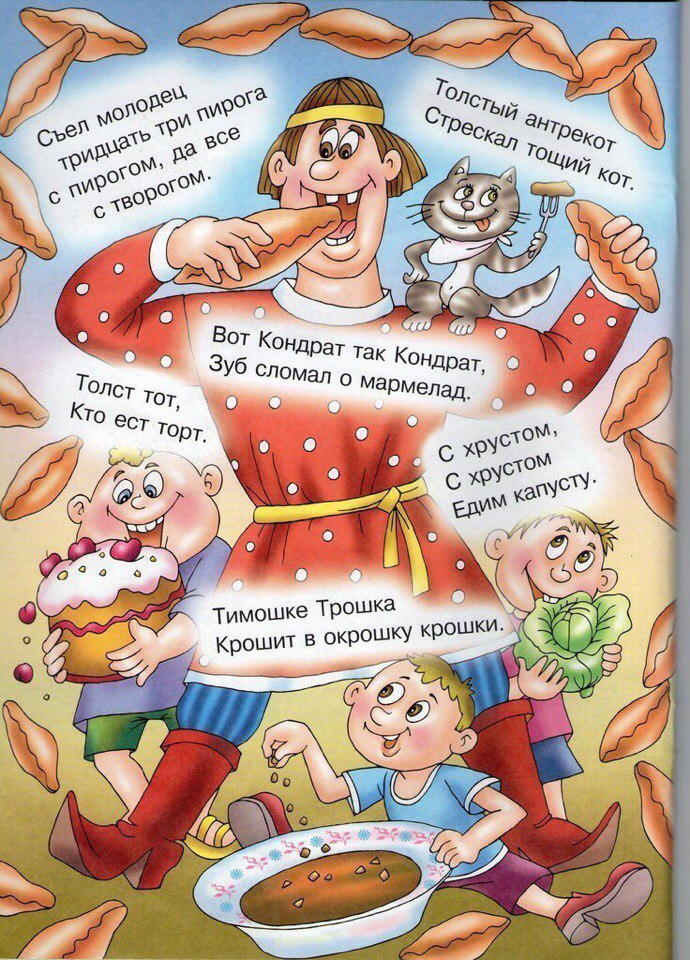 Съел молодец
тридцать три пирога
с пирогом, да все
с творогом.
Толстый антрекот
Стрескал тощий кот.
Вот Кондрат так Кондрат,
Зуб сломал о мармелад.
Толст тот,
Кто ест торт.
С хрустом,
С хрустом
Едим капусту.
Тимошке Трошка
Крошит в окрошку крошки.